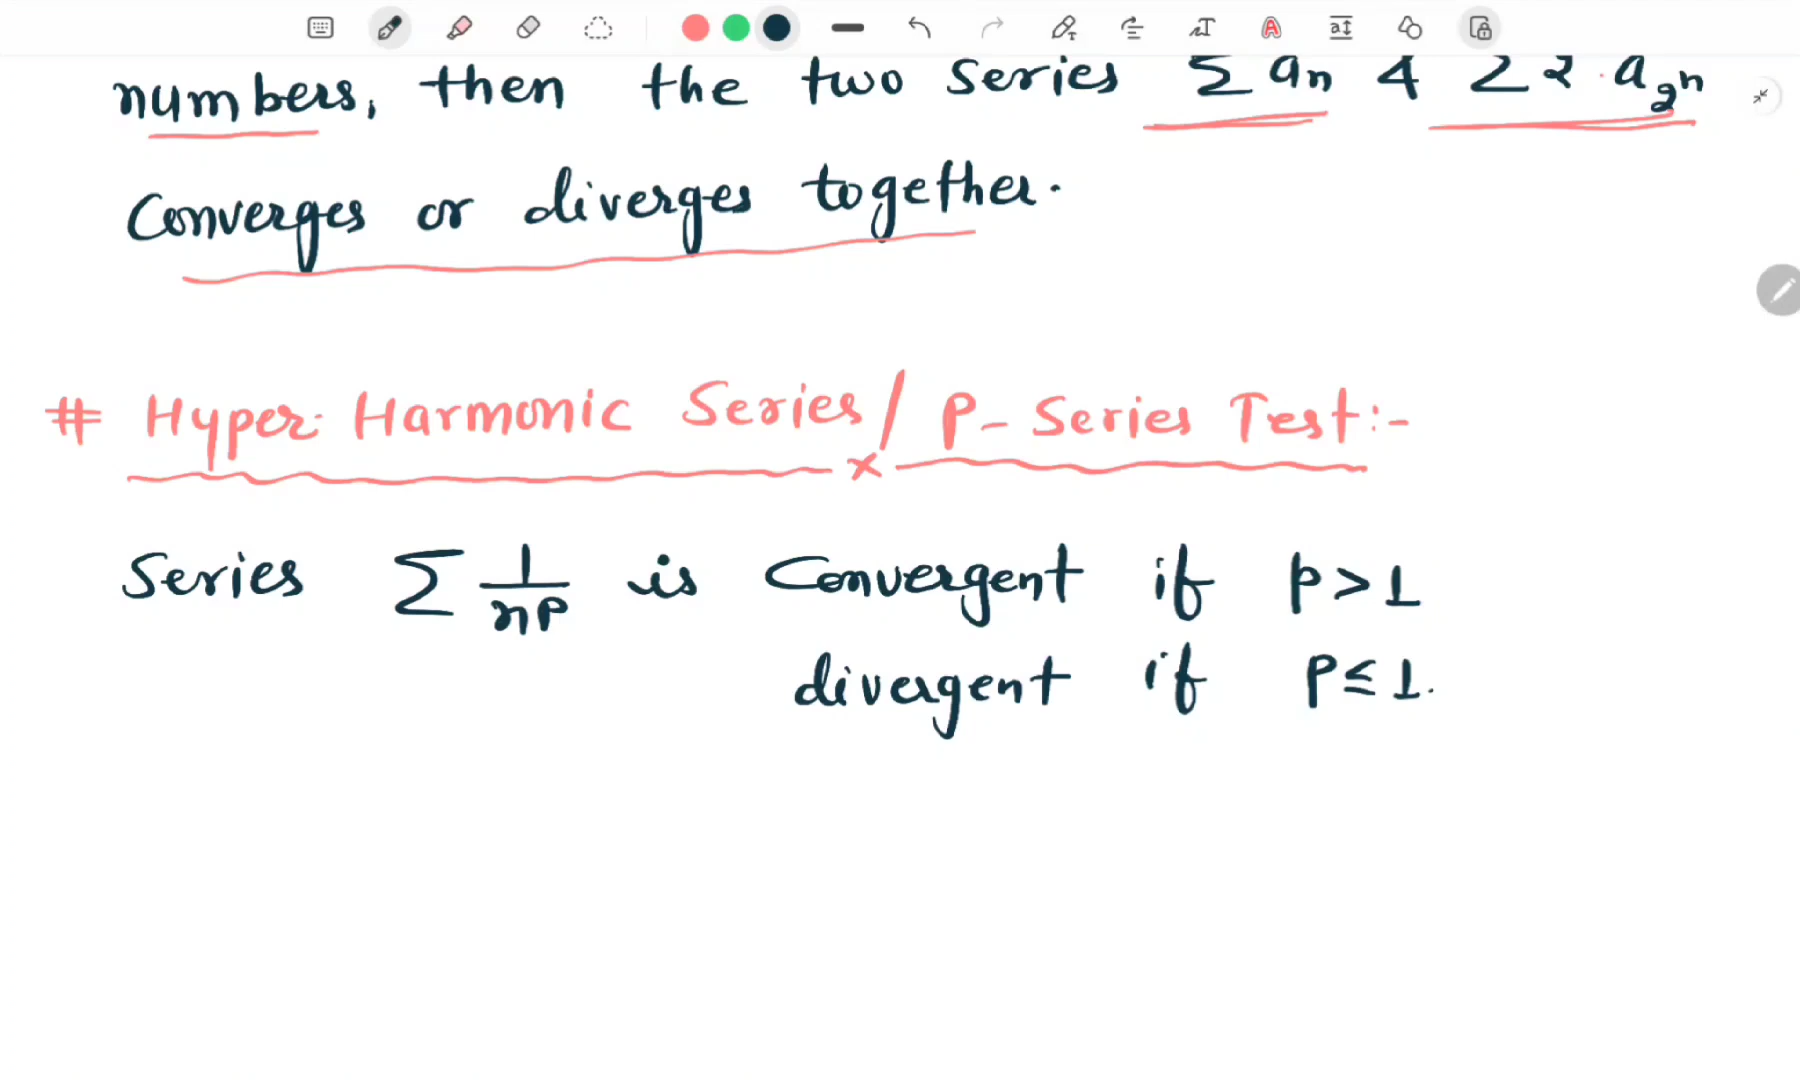 numbers, then the two series Σ an & Σ 2 . a2n
Converges or diverges together.
# Hyper. Harmonic Series / P- Series Test:-
Series Σ 1/nP is Convergent if p>1
divergent if P≤1.